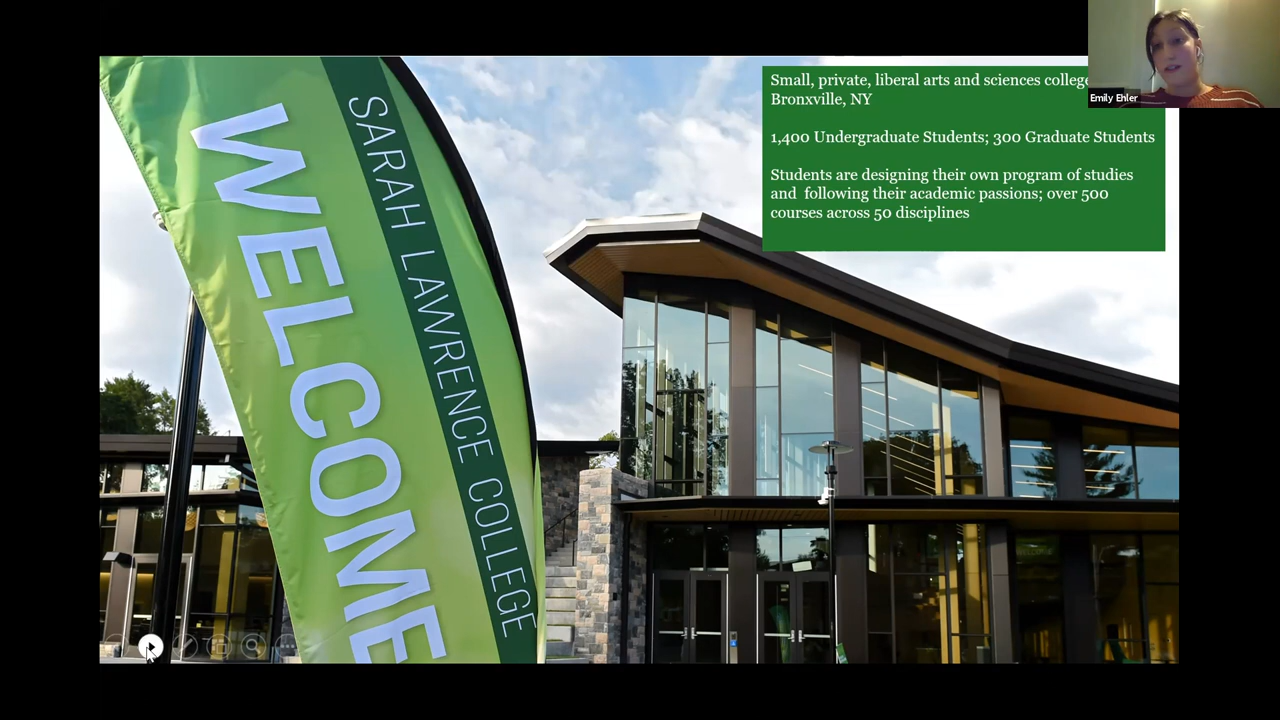 WELCOME
SARAH LAWRENCE COLLEGE
Small, private, liberal arts and sciences college
Bronxville, NY
1,400 Undergraduate Students; 300 Graduate Students
Students are designing their own program of studies
and following their academic passions; over 500
courses across 50 disciplines
Emily Ehler